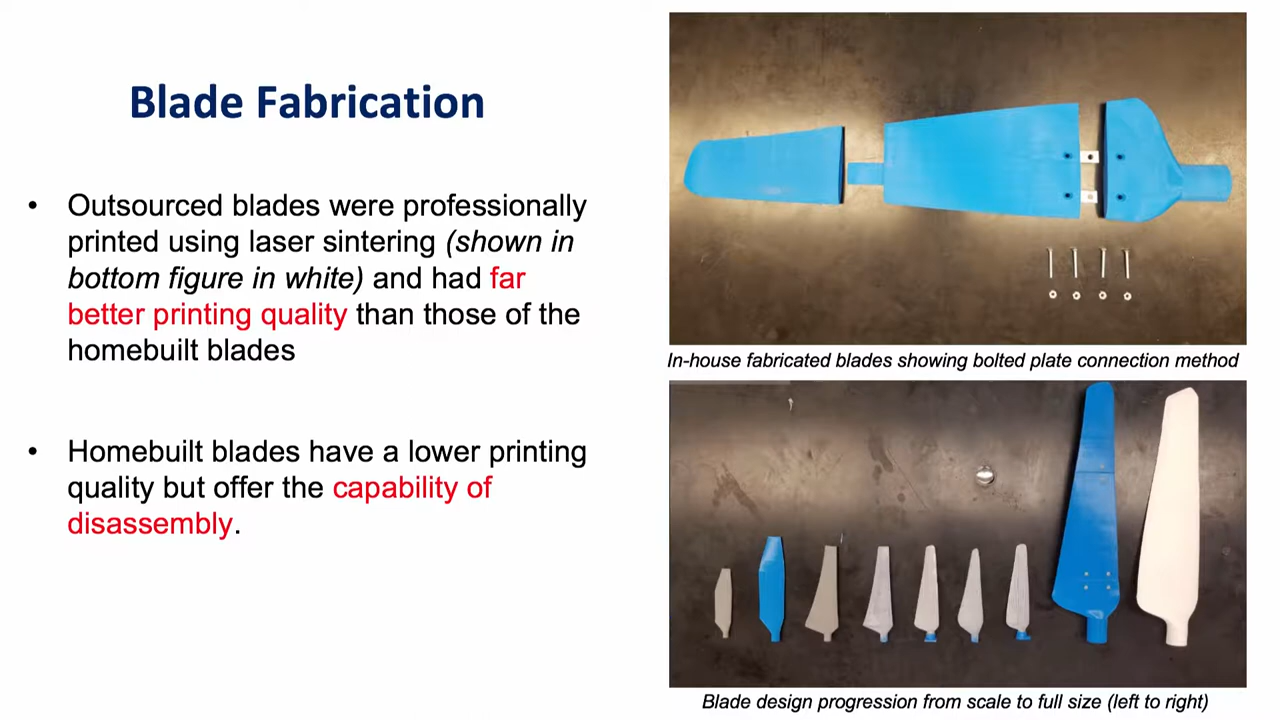 Blade Fabrication
• Outsourced blades were professionally
printed using laser sintering (shown in
bottom figure in white) and had far
better printing quality than those of the
homebuilt blades
• Homebuilt blades have a lower printing
quality but offer the capability of
disassembly.
In-house fabricated blades showing bolted plate connection method
Blade design progression from scale to full size (left to right)